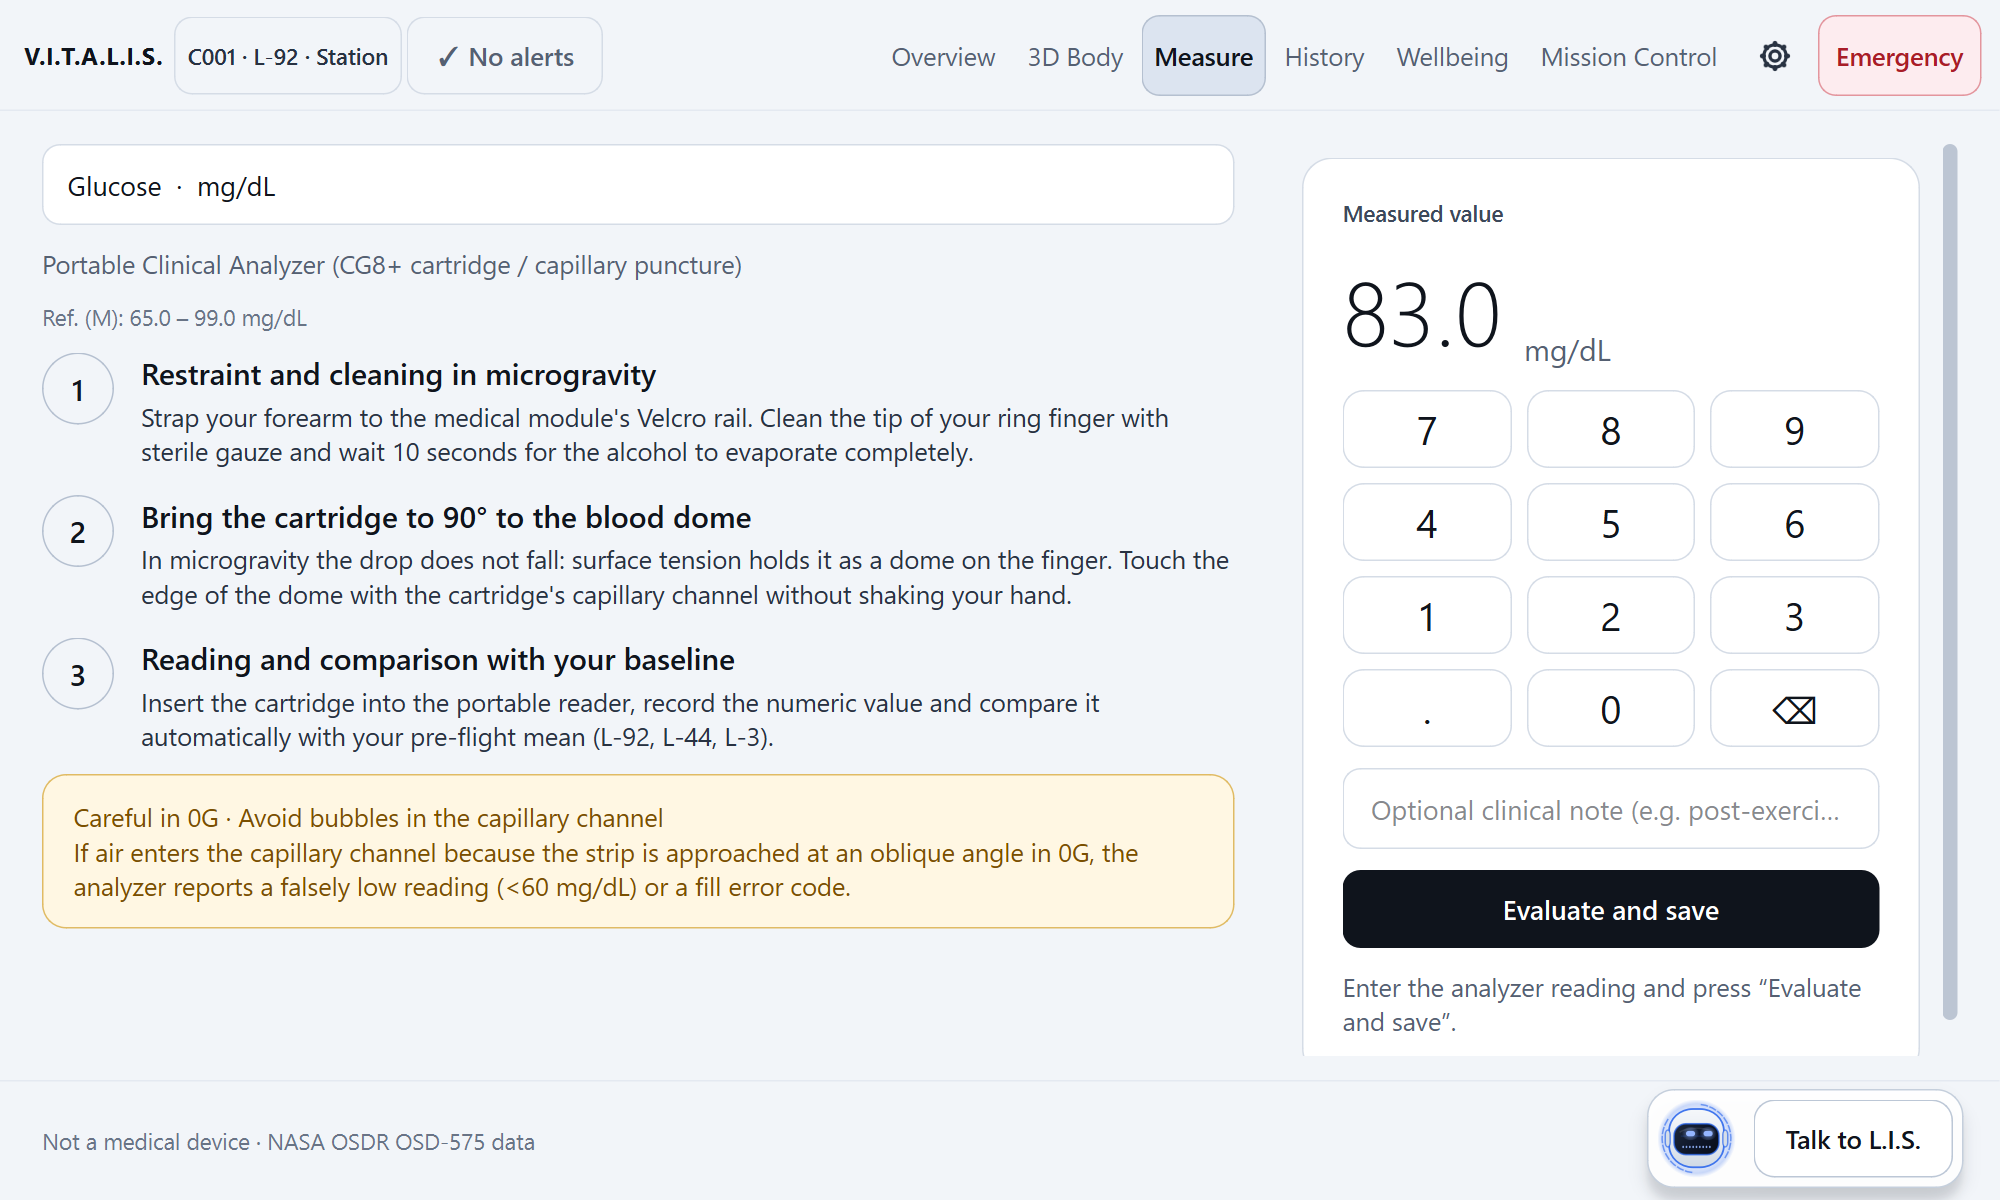 V.I.T.A.L.I.S.
C001 · L-92 · Station
✓ No alerts
Overview
3D Body
Measure
History
Wellbeing
Mission Control
Emergency
Glucose · mg/dL
Portable Clinical Analyzer (CG8+ cartridge / capillary puncture)
Ref. (M): 65.0 – 99.0 mg/dL
1
Restraint and cleaning in microgravity
Strap your forearm to the medical module's Velcro rail. Clean the tip of your ring finger with
sterile gauze and wait 10 seconds for the alcohol to evaporate completely.
2
Bring the cartridge to 90° to the blood dome
In microgravity the drop does not fall: surface tension holds it as a dome on the finger. Touch the
edge of the dome with the cartridge's capillary channel without shaking your hand.
3
Reading and comparison with your baseline
Insert the cartridge into the portable reader, record the numeric value and compare it
automatically with your pre-flight mean (L-92, L-44, L-3).
Careful in 0G · Avoid bubbles in the capillary channel
If air enters the capillary channel because the strip is approached at an oblique angle in 0G, the
analyzer reports a falsely low reading (<60 mg/dL) or a fill error code.
Measured value
83.0 mg/dL
7 8 9
4 5 6
1 2 3
. 0 ⌫
Optional clinical note (e.g. post-exerci...
Evaluate and save
Enter the analyzer reading and press “Evaluate
and save”.
Not a medical device · NASA OSDR OSD-575 data
Talk to L.I.S.